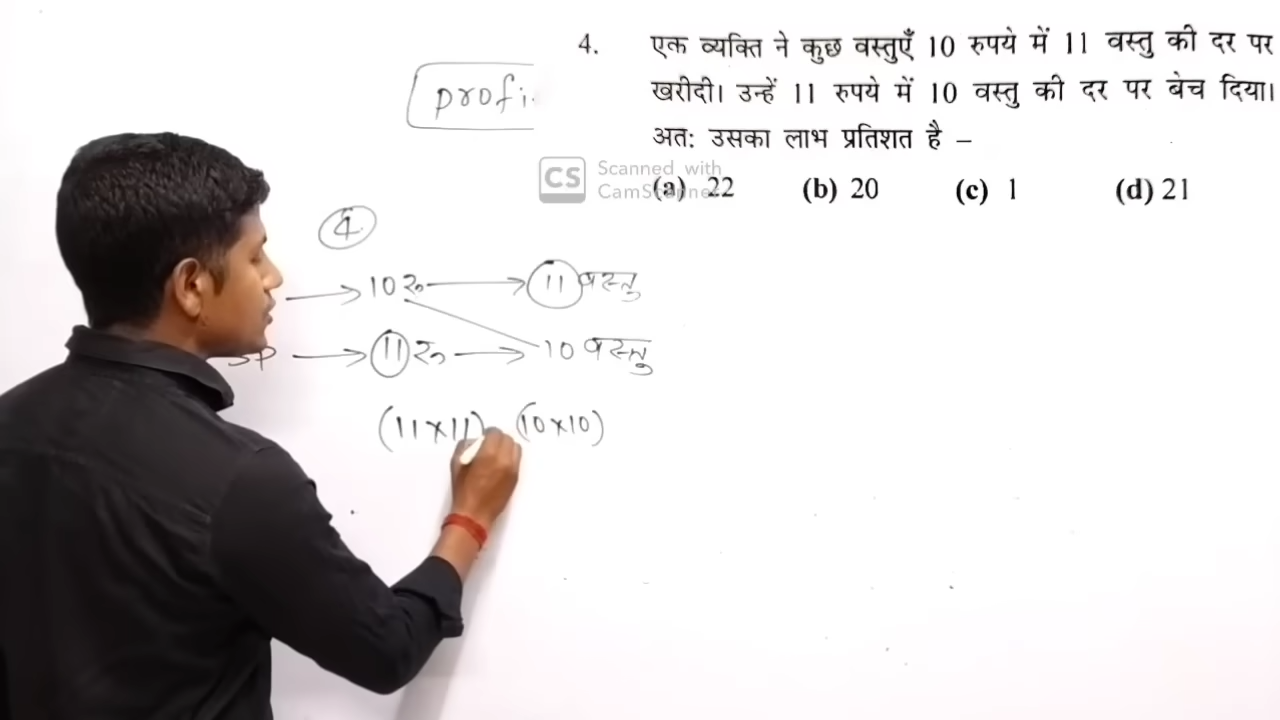 4. एक व्यक्ति ने कुछ वस्तुएँ 10 रुपये में 11 वस्तु की दर पर
खरीदी। उन्हें 11 रुपये में 10 वस्तु की दर पर बेच दिया।
अतः उसका लाभ प्रतिशत है –
(a) 22 (b) 20 (c) 1 (d) 21
CS Scanned with
profi
4
10 रु 11 वस्तु
SP 11 रु 10 वस्तु
(11×11) (10×10)